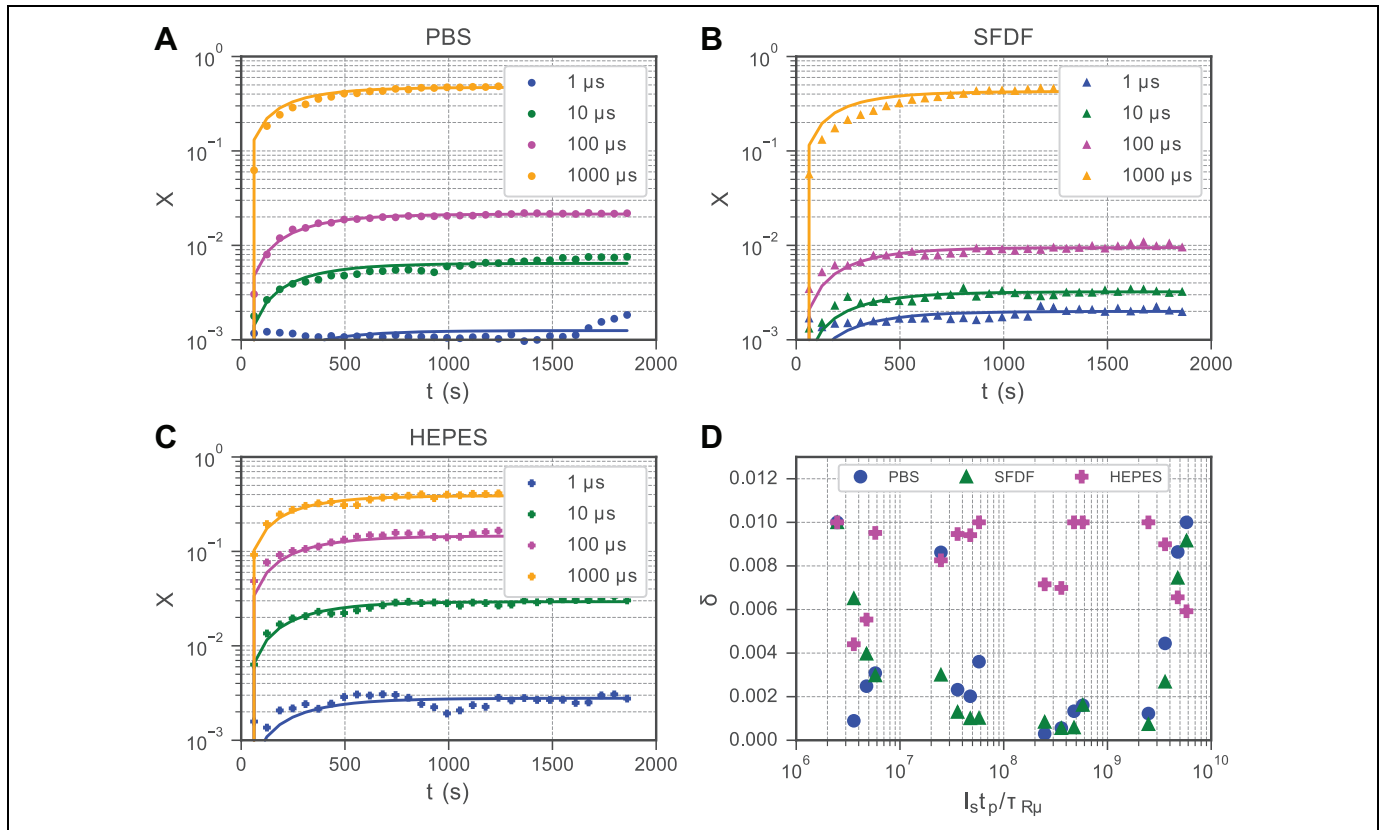 A
PBS
10⁰
10⁻¹
10⁻²
10⁻³
X
1 µs
10 µs
100 µs
1000 µs
0
500
1000
1500
2000
t (s)
B
SFDF
10⁰
10⁻¹
10⁻²
10⁻³
X
1 µs
10 µs
100 µs
1000 µs
0
500
1000
1500
2000
t (s)
C
HEPES
10⁰
10⁻¹
10⁻²
10⁻³
X
1 µs
10 µs
100 µs
1000 µs
0
500
1000
1500
2000
t (s)
D
PBS SFDF HEPES
0.012
0.010
0.008
0.006
0.004
0.002
0.000
δ
10⁶ 10⁷ 10⁸ 10⁹ 10¹⁰
Iₛtₚ/τ_Rμ